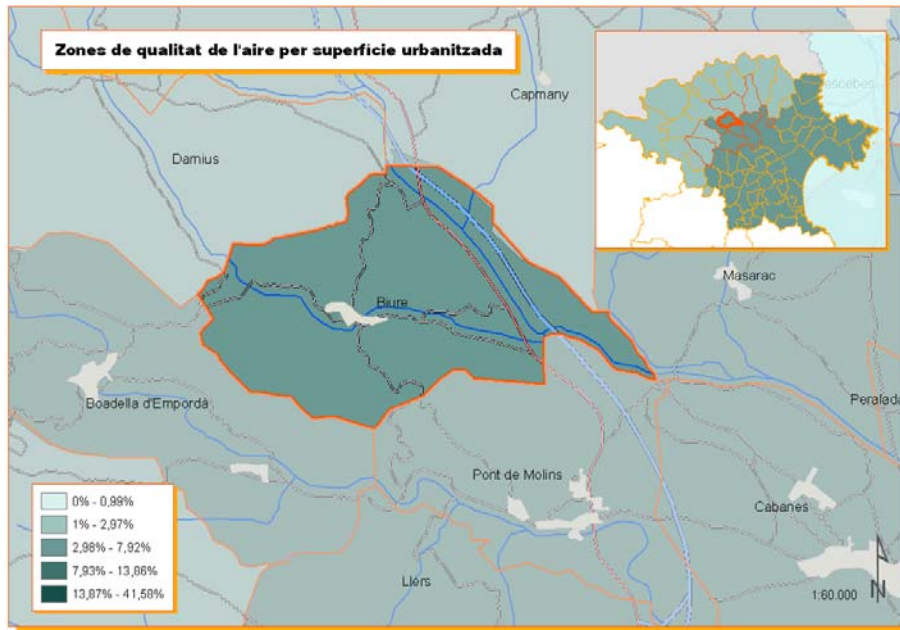 Zones de qualitat de l'aire per superfície urbanitzada
Capmany
Darnius
Masarac
Biure
Boadella d'Empordà
Peralada
Pont de Molins
Cabanes
Llers
0% - 0,99%
1% - 2,97%
2,98% - 7,92%
7,93% - 13,86%
13,87% - 41,58%
1:60.000
N